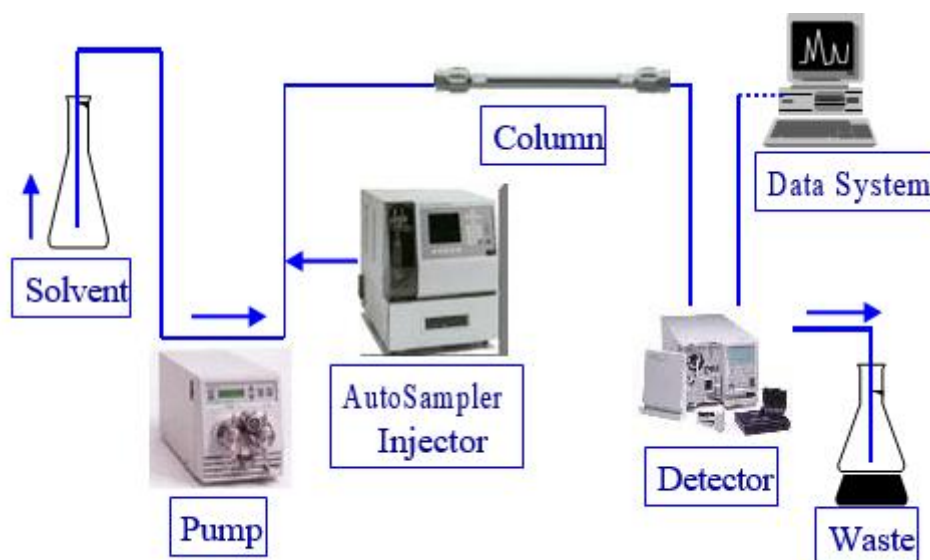 Solvent
Pump
AutoSampler
Injector
Column
Detector
Data System
Waste